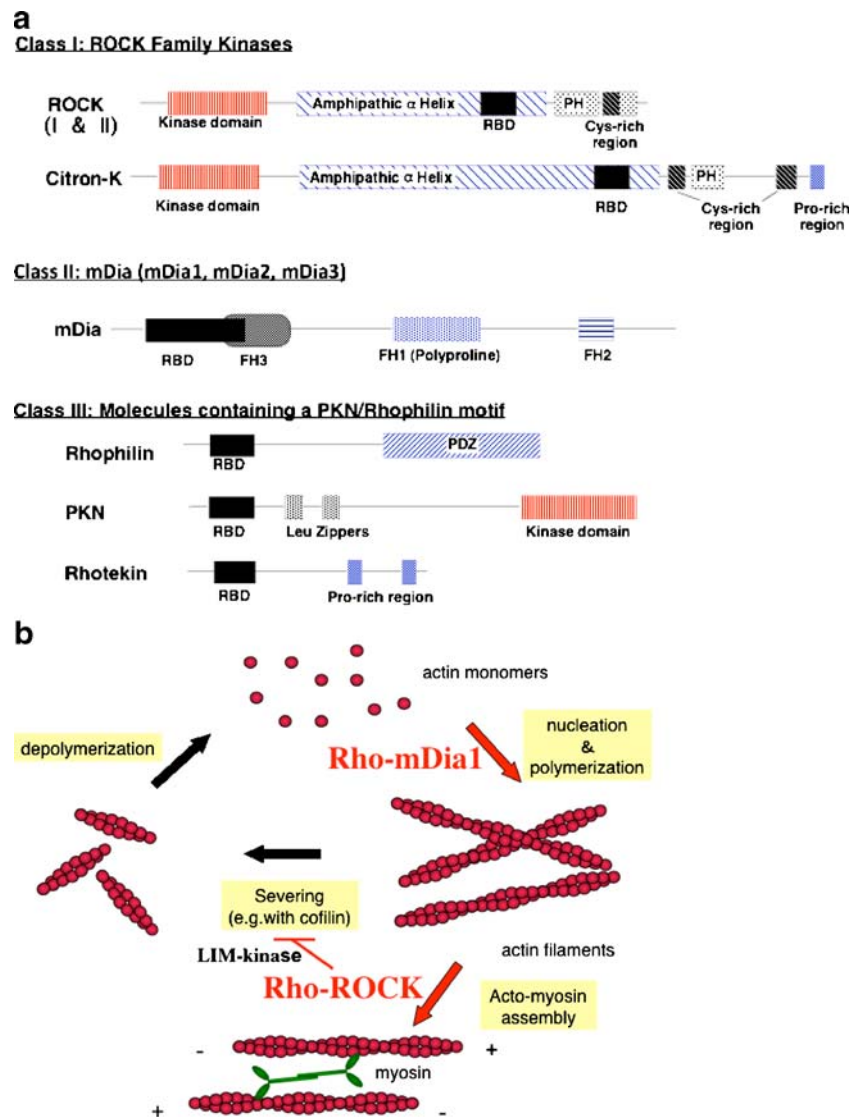 a
Class I: ROCK Family Kinases
ROCK
(I & II)
Kinase domain
Amphipathic α Helix
RBD
PH
Cys-rich
region
Citron-K
Kinase domain
Amphipathic α Helix
RBD
PH
Cys-rich
region
Pro-rich
region
Class II: mDia (mDia1, mDia2, mDia3)
mDia
RBD
FH3
FH1 (Polyproline)
FH2
Class III: Molecules containing a PKN/Rhophilin motif
Rhophilin
RBD
PDZ
PKN
RBD
Leu Zippers
Kinase domain
Rhotekin
RBD
Pro-rich region
b
actin monomers
depolymerization
Rho-mDia1
nucleation
&
polymerization
Severing
(e.g.with cofilin)
LIM-kinase
actin filaments
Rho-ROCK
Acto-myosin
assembly
- +
myosin
+ -